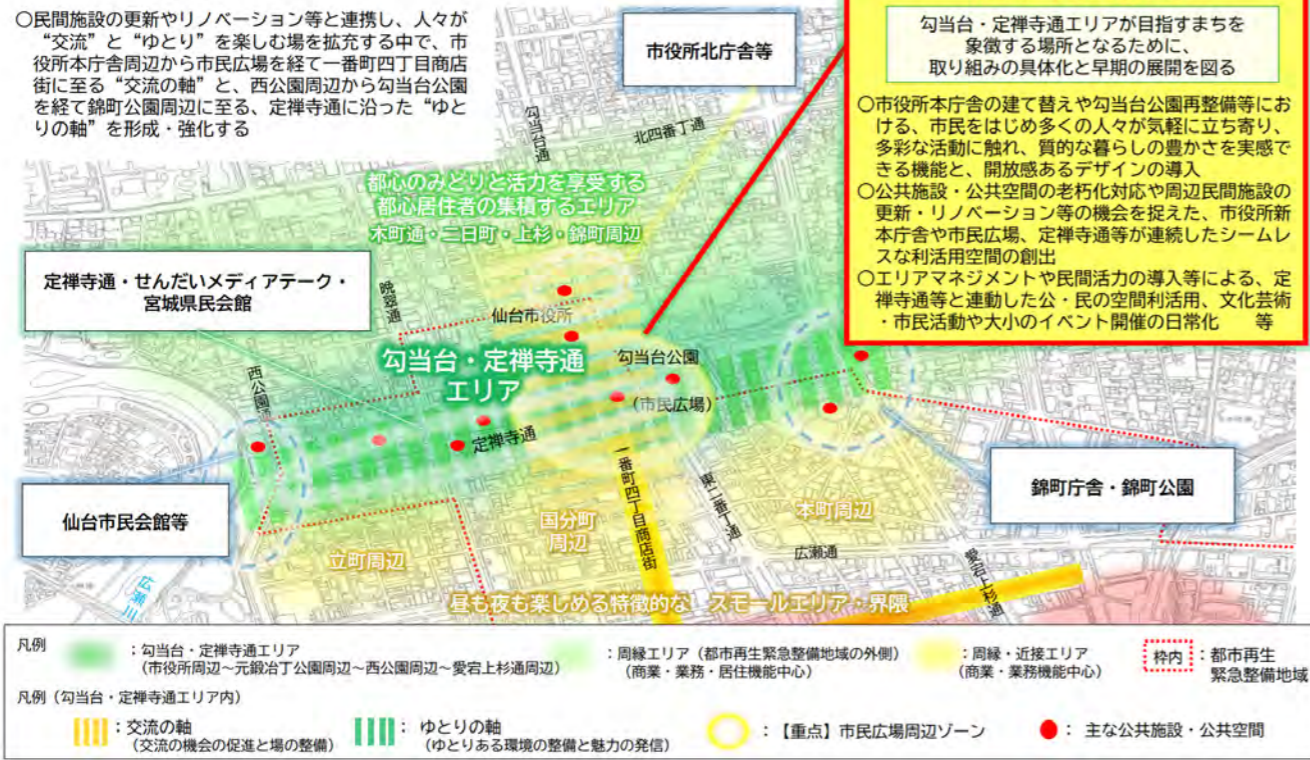 ○民間施設の更新やリノベーション等と連携し、人々が
“交流”と“ゆとり”を楽しむ場を拡充する中で、市
役所本庁舎周辺から市民広場を経て一番町四丁目商店
街に至る“交流の軸”と、西公園周辺から勾当台公園
を経て錦町公園周辺に至る、定禅寺通に沿った“ゆと
りの軸”を形成・強化する
市役所北庁舎等
勾当台・定禅寺通エリアが目指すまちを
象徴する場所となるために、
取り組みの具体化と早期の展開を図る
○市役所本庁舎の建て替えや勾当台公園再整備等にお
ける、市民をはじめ多くの人々が気軽に立ち寄り、
多彩な活動に触れ、質的な暮らしの豊かさを実感で
きる機能と、開放感あるデザインの導入
○公共施設・公共空間の老朽化対応や周辺民間施設の
更新・リノベーション等の機会を捉えた、市役所新
本庁舎や市民広場、定禅寺通等が連続したシームレ
スな利活用空間の創出
○エリアマネジメントや民間活力の導入等による、定
禅寺通等と連動した公・民の空間利活用、文化芸術
・市民活動や大小のイベント開催の日常化 等
勾当台通
北四番丁通
都心のみどりと活力を享受する
都心居住者の集積するエリア
木町通・二日町・上杉・錦町周辺
定禅寺通・せんだいメディアテーク・
宮城県民会館
晩翠通
仙台市役所
勾当台・定禅寺通
エリア
勾当台公園
(市民広場)
西公園通
定禅寺通
仙台市民会館等
一番町四丁目商店街
東二番丁通
錦町庁舎・錦町公園
国分町
周辺
本町周辺
立町周辺
広瀬通
愛宕上杉通
広瀬川
昼も夜も楽しめる特徴的な スモールエリア・界隈
凡例
：勾当台・定禅寺通エリア
(市役所周辺～元鍛冶丁公園周辺～西公園周辺～愛宕上杉通周辺)
：周縁エリア（都市再生緊急整備地域の外側）
(商業・業務・居住機能中心)
：周縁・近接エリア
(商業・業務機能中心)
枠内
：都市再生
緊急整備地域
凡例（勾当台・定禅寺通エリア内）
：交流の軸
(交流の機会の促進と場の整備)
：ゆとりの軸
(ゆとりある環境の整備と魅力の発信)
：【重点】市民広場周辺ゾーン
：主な公共施設・公共空間